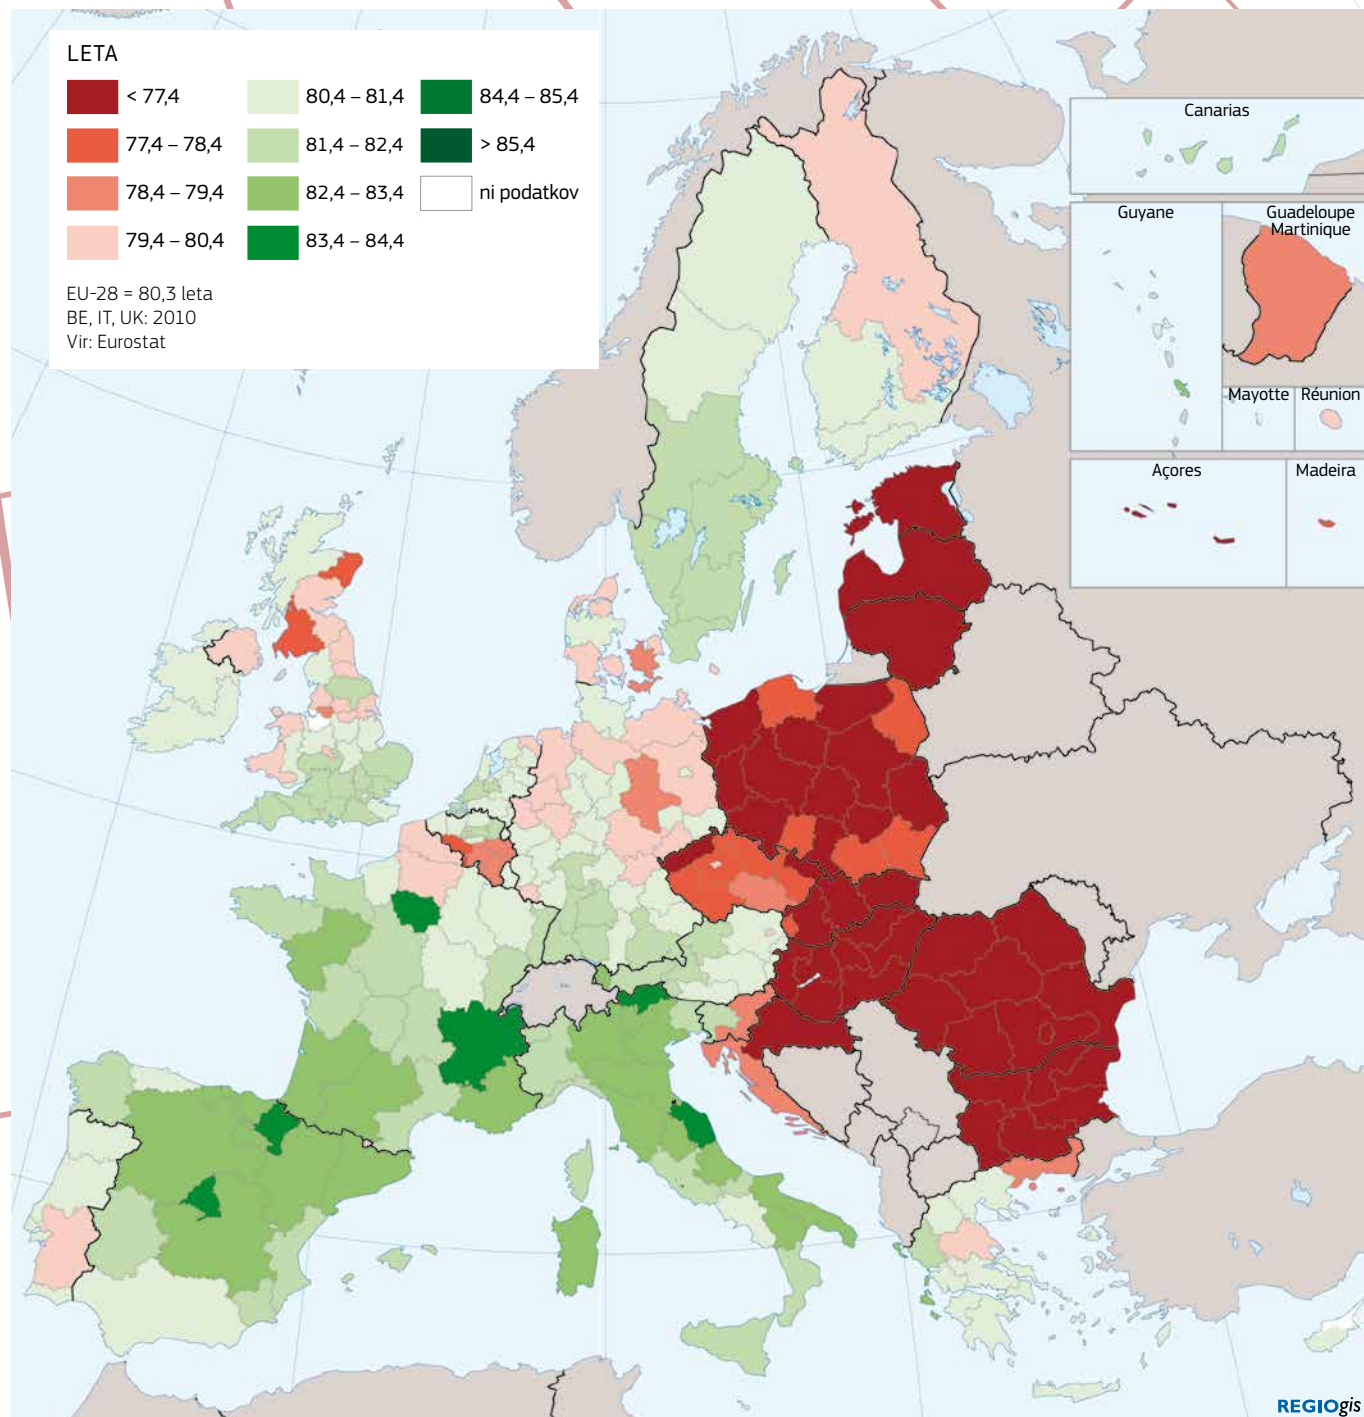 LETA
< 77,4
77,4 – 78,4
78,4 – 79,4
79,4 – 80,4
80,4 – 81,4
81,4 – 82,4
82,4 – 83,4
83,4 – 84,4
84,4 – 85,4
> 85,4
ni podatkov
EU-28 = 80,3 leta
BE, IT, UK: 2010
Vir: Eurostat
Canarias
Guyane
Guadeloupe
Martinique
Mayotte
Réunion
Açores
Madeira
REGIOgis